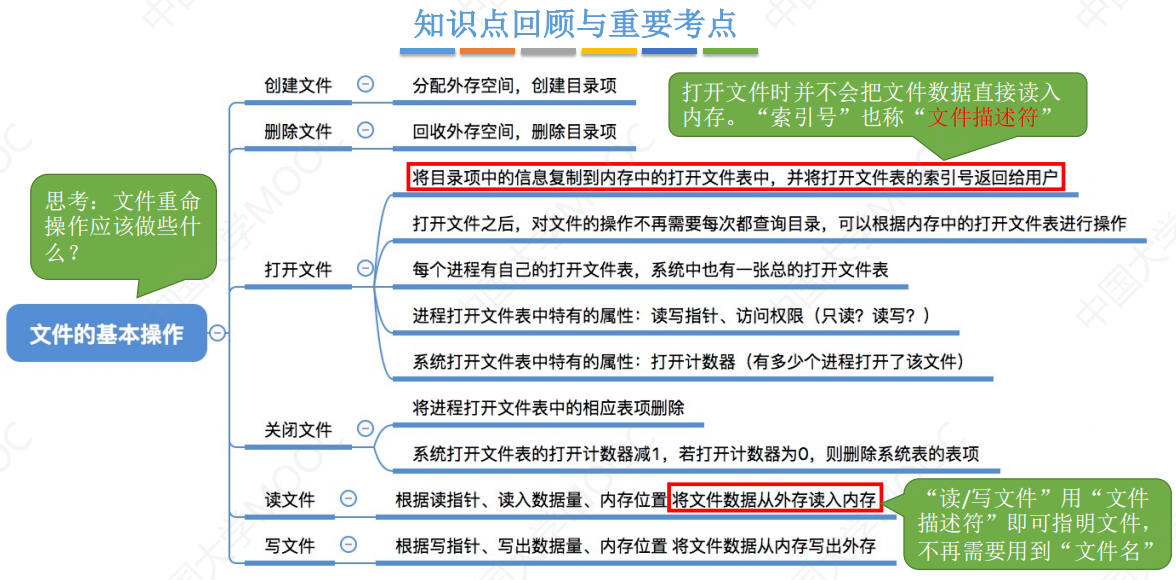 知识点回顾与重要考点
创建文件
分配外存空间，创建目录项
删除文件
回收外存空间，删除目录项
打开文件时并不会把文件数据直接读入
内存。“索引号”也称“文件描述符”
将目录项中的信息复制到内存中的打开文件表中，并将打开文件表的索引号返回给用户
思考：文件重命
操作应该做些什
么？
打开文件之后，对文件的操作不再需要每次都查询目录，可以根据内存中的打开文件表进行操作
打开文件
每个进程有自己的打开文件表，系统中也有一张总的打开文件表
进程打开文件表中特有的属性：读写指针、访问权限（只读？读写？）
文件的基本操作
系统打开文件表中特有的属性：打开计数器（有多少个进程打开了该文件）
将进程打开文件表中的相应表项删除
关闭文件
系统打开文件表的打开计数器减1，若打开计数器为0，则删除系统表的表项
读文件
根据读指针、读入数据量、内存位置 将文件数据从外存读入内存
“读/写文件”用“文件
描述符”即可指明文件，
不再需要用到“文件名”
写文件
根据写指针、写出数据量、内存位置 将文件数据从内存写出外存
中国大学MOOC